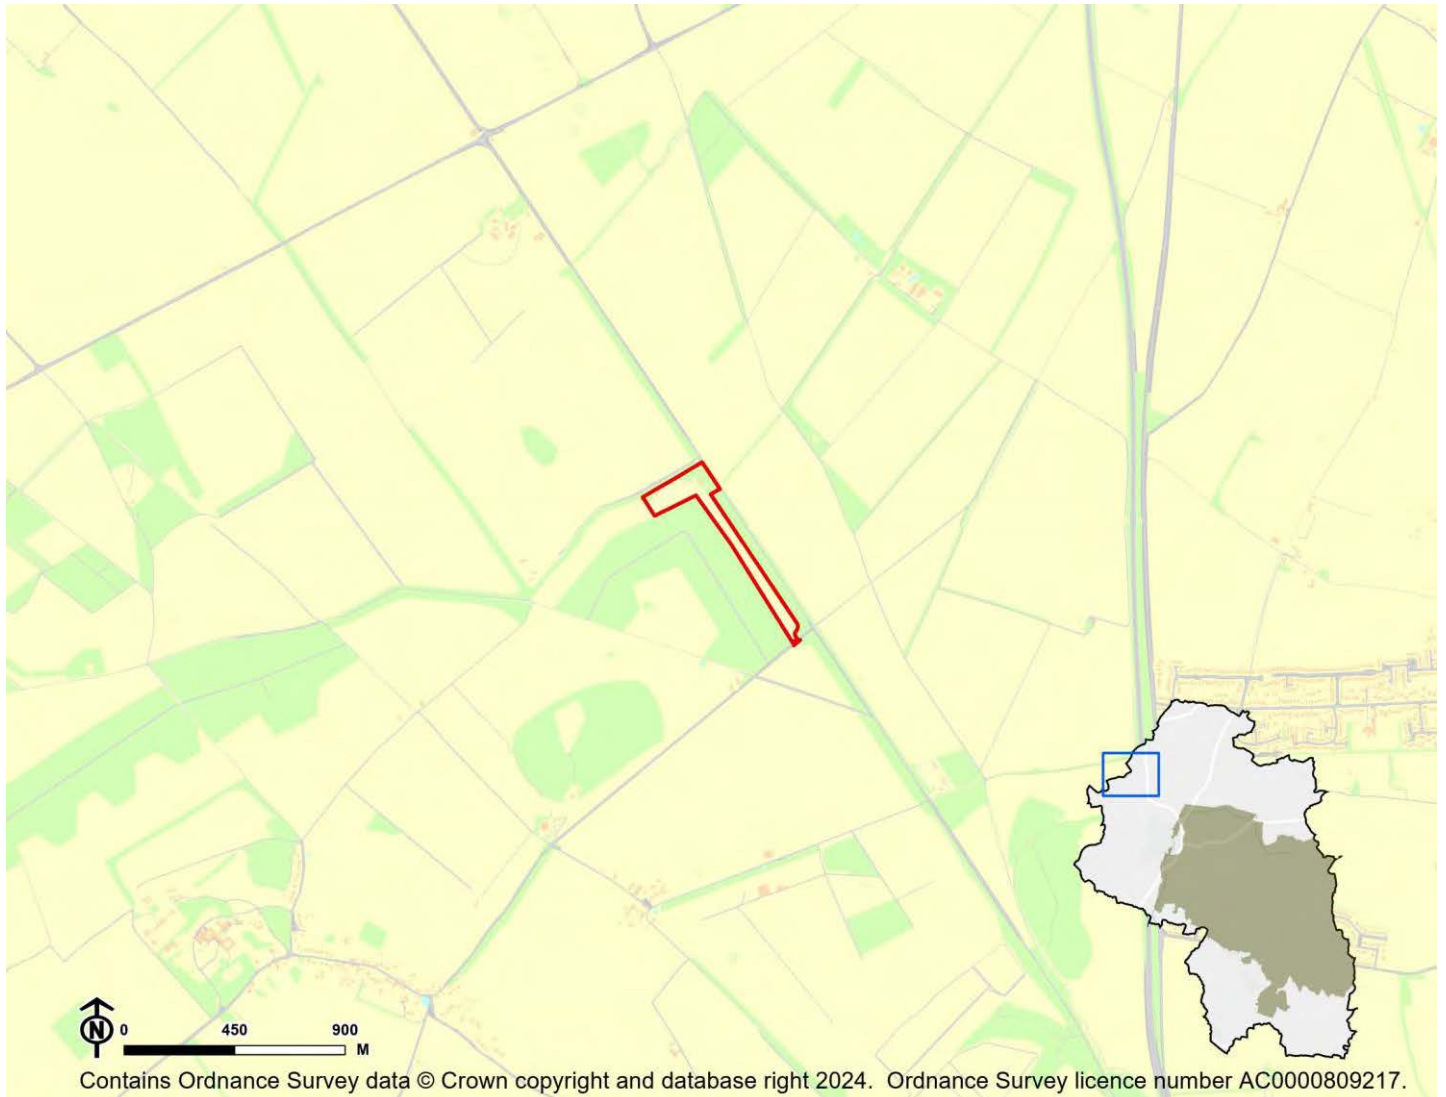 N 0 450 900
M
Contains Ordnance Survey data © Crown copyright and database right 2024. Ordnance Survey licence number AC0000809217.